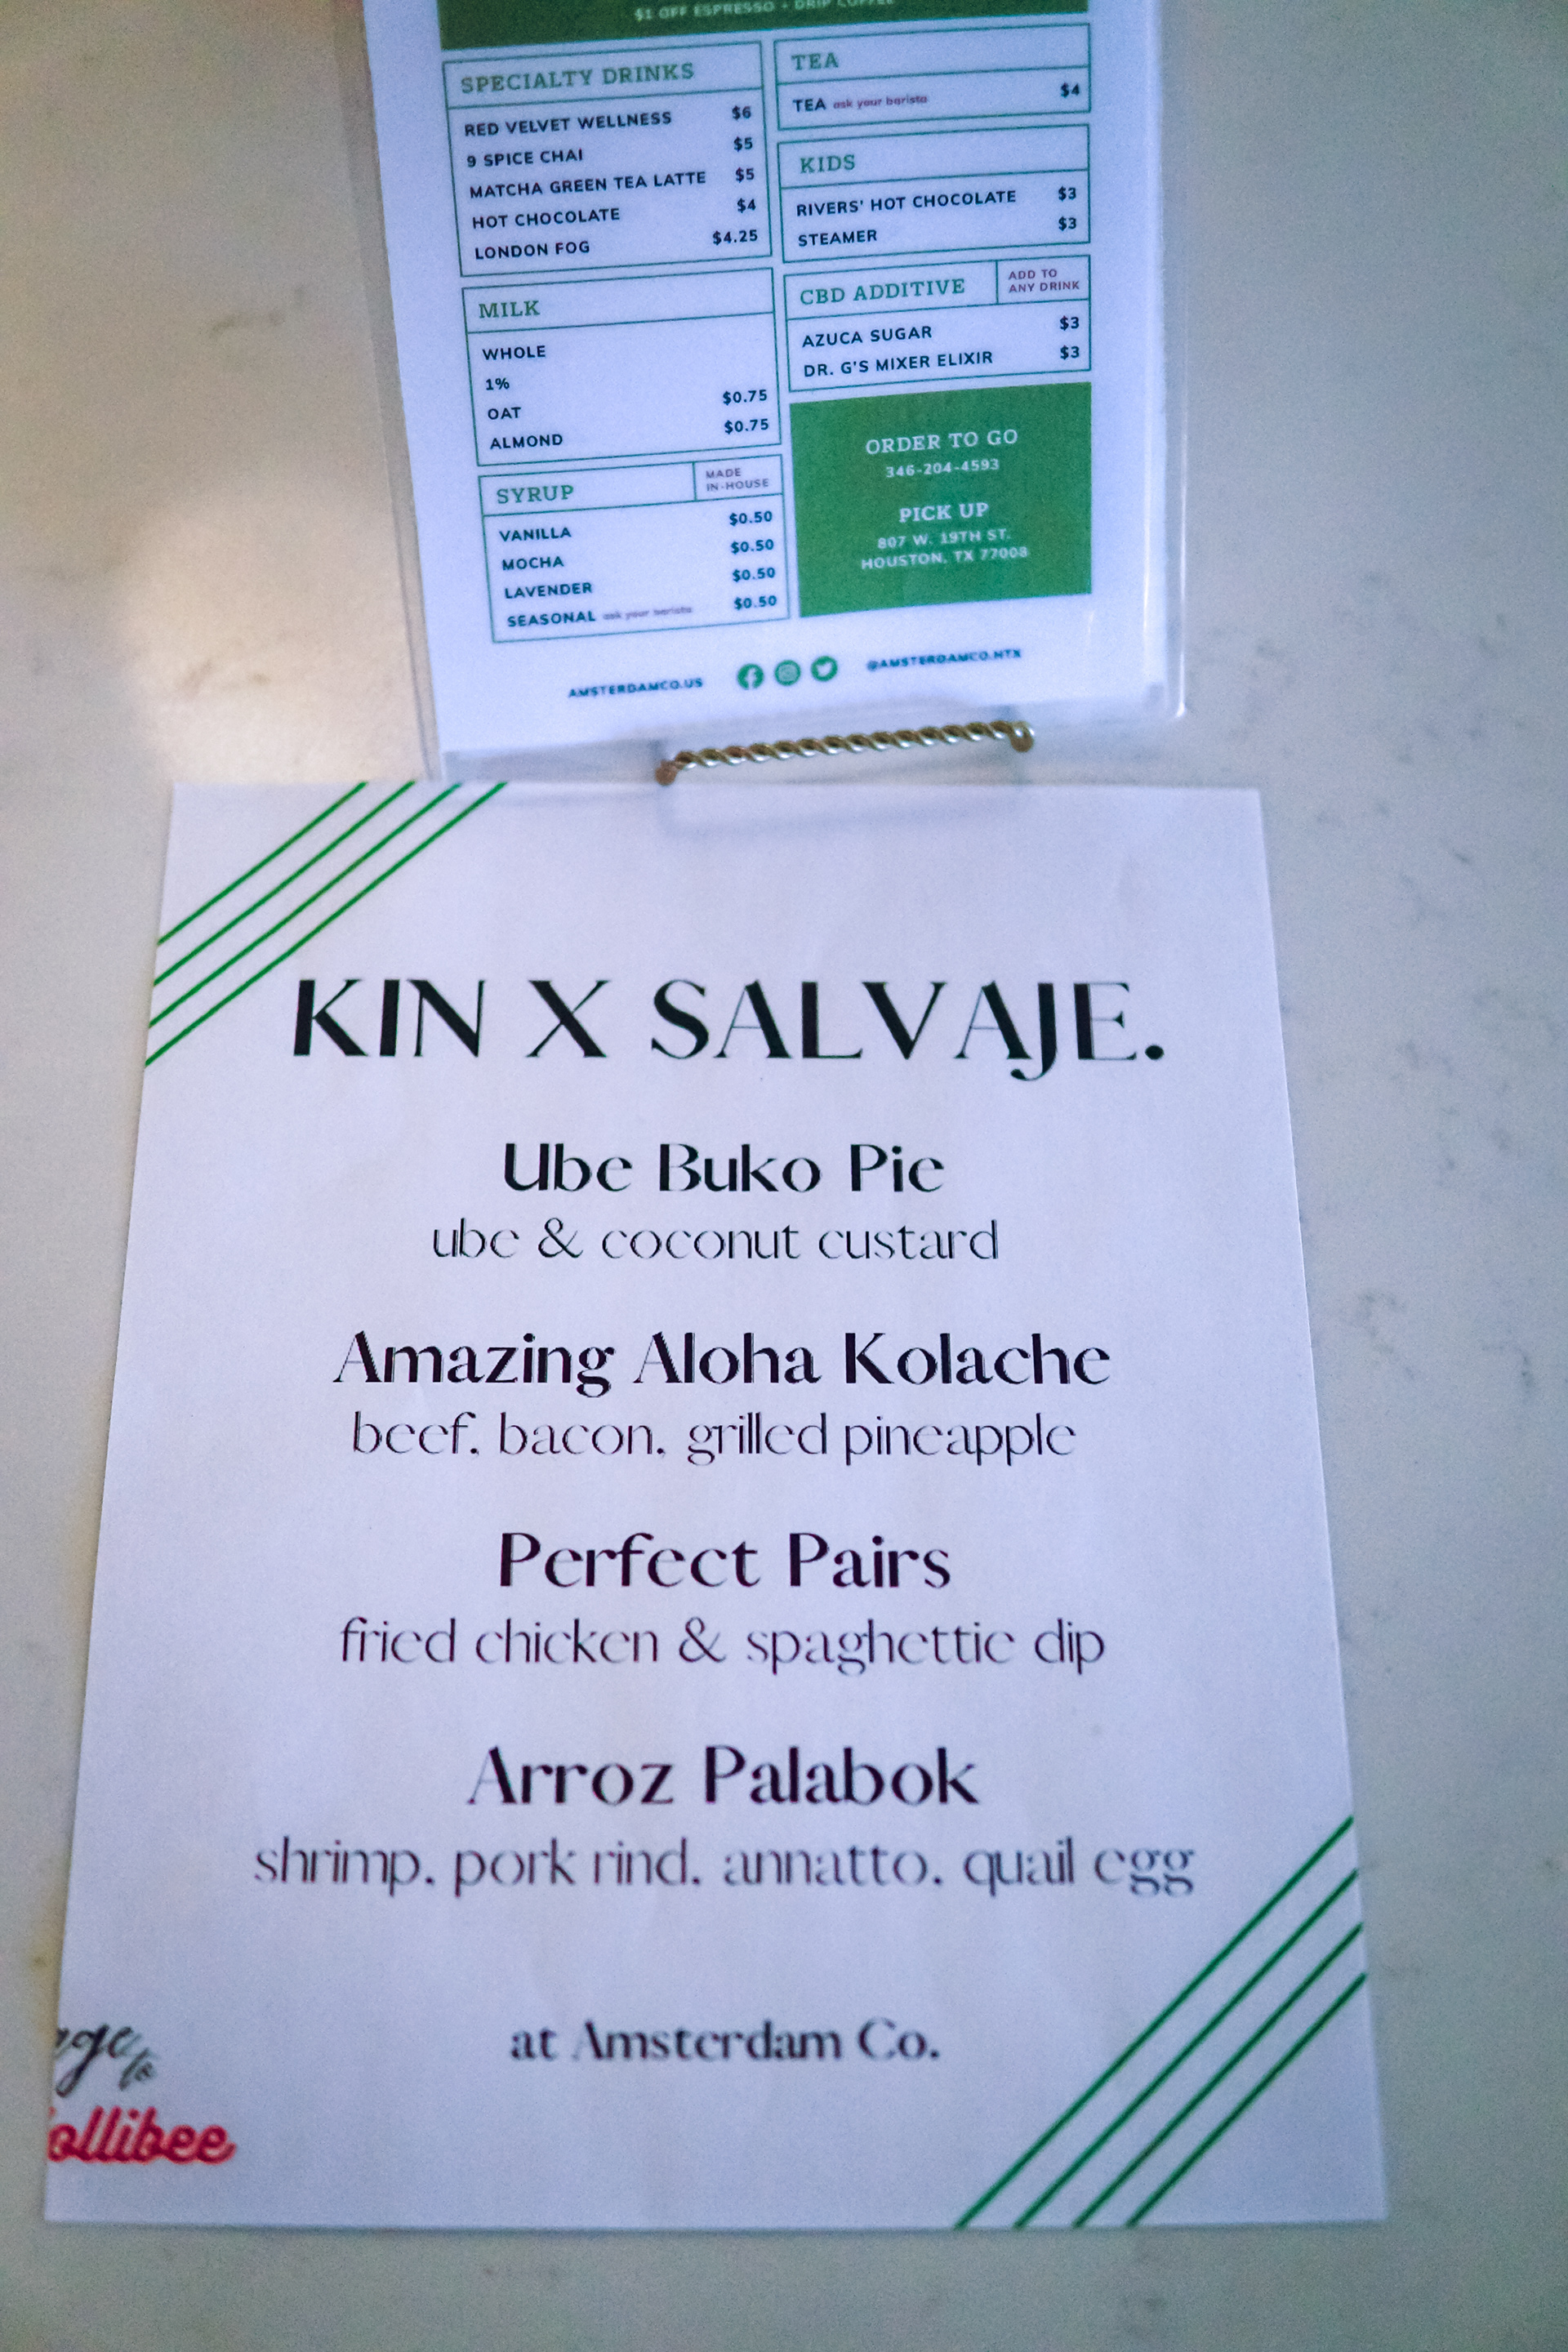 $1 OFF ESPRESSO + DRIP COFFEE
SPECIALTY DRINKS
RED VELVET WELLNESS $6
9 SPICE CHAI $5
MATCHA GREEN TEA LATTE $5
HOT CHOCOLATE $4
LONDON FOG $4.25
MILK
WHOLE
1%
OAT $0.75
ALMOND $0.75
SYRUP MADE IN-HOUSE
VANILLA $0.50
MOCHA $0.50
LAVENDER $0.50
SEASONAL ask your barista $0.50
TEA
TEA ask your barista $4
KIDS
RIVERS' HOT CHOCOLATE $3
STEAMER $3
CBD ADDITIVE ADD TO ANY DRINK
AZUCA SUGAR $3
DR. G'S MIXER ELIXIR $3
ORDER TO GO
346-204-4593
PICK UP
807 W. 19TH ST.
HOUSTON, TX 77008
AMSTERDAMCO.US @AMSTERDAMCO.HTX
KIN X SALVAJE.
Ube Buko Pie
ube & coconut custard
Amazing Aloha Kolache
beef, bacon, grilled pineapple
Perfect Pairs
fried chicken & spaghettie dip
Arroz Palabok
shrimp, pork rind, annatto, quail egg
at Amsterdam Co.
ollibee